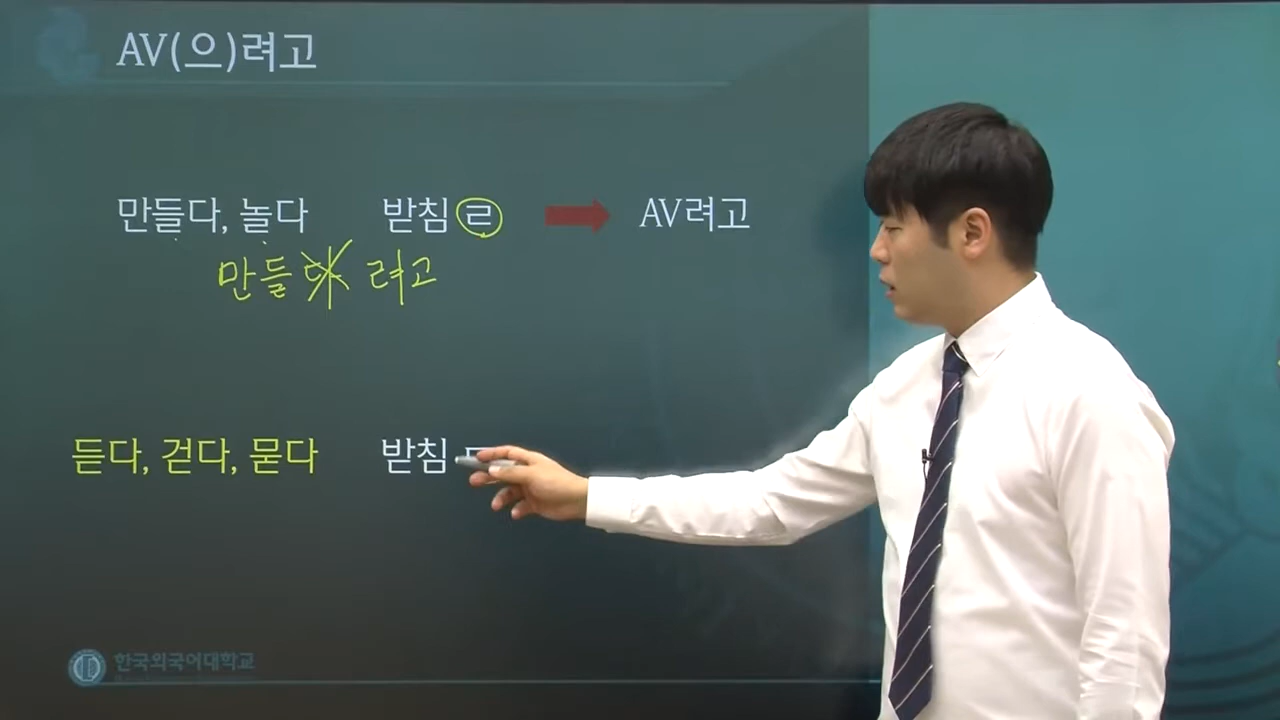 AV(으)려고
만들다, 놀다 받침 ㄹ AV려고
만들다 려고
듣다, 걷다, 묻다 받침
한국외국어대학교